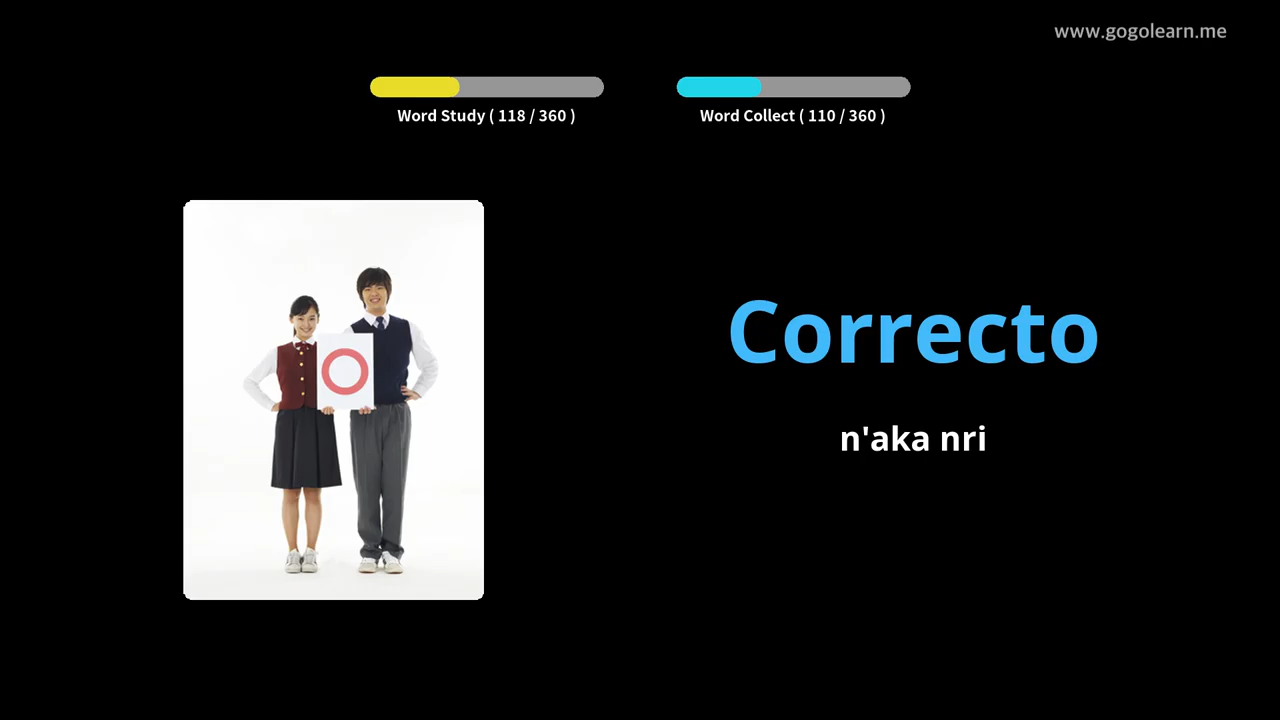 www.gogolearn.me
Word Study ( 118 / 360 )
Word Collect ( 110 / 360 )
Correcto
n'aka nri